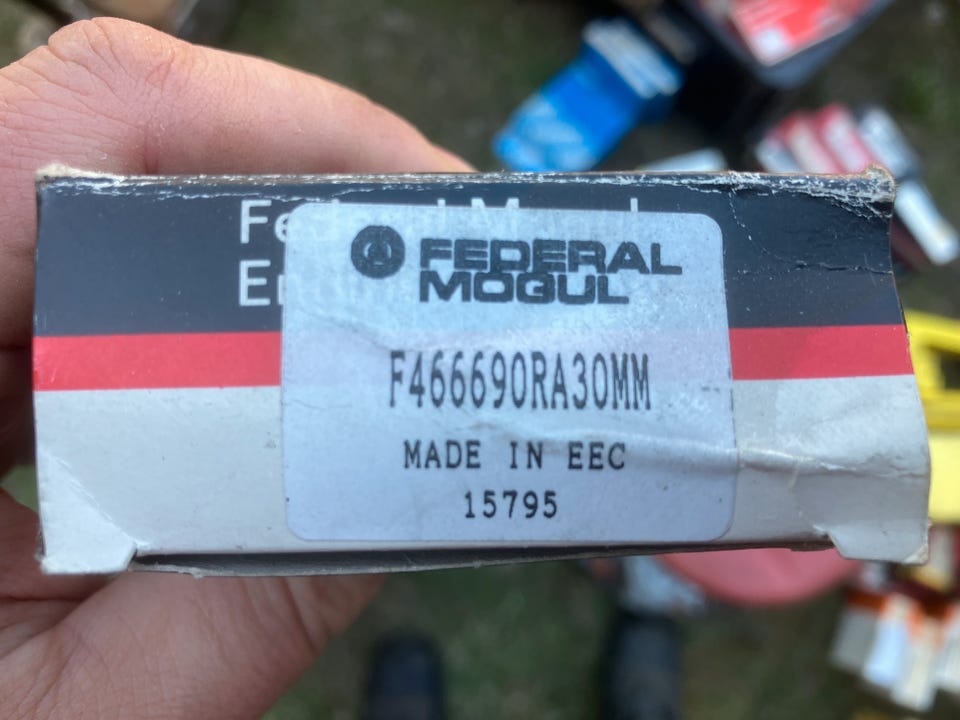 FEDERAL
MOGUL
F466690RA30MM
MADE IN EEC
15795